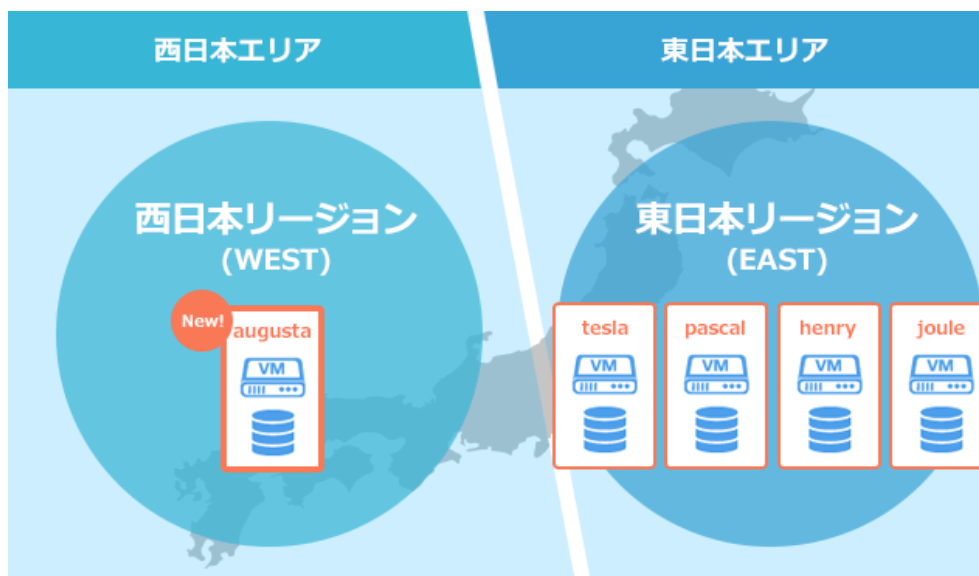 西日本エリア
東日本エリア
西日本リージョン
(WEST)
New!
augusta
VM
東日本リージョン
(EAST)
tesla
VM
pascal
VM
henry
VM
joule
VM